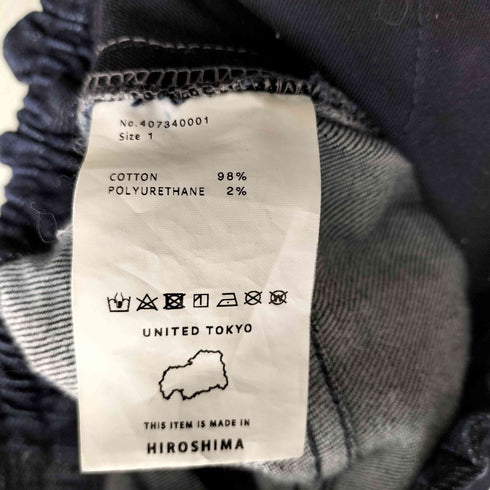 No.407340001
Size 1
COTTON 98%
POLYURETHANE 2%
UNITED TOKYO
THIS ITEM IS MADE IN
HIROSHIMA